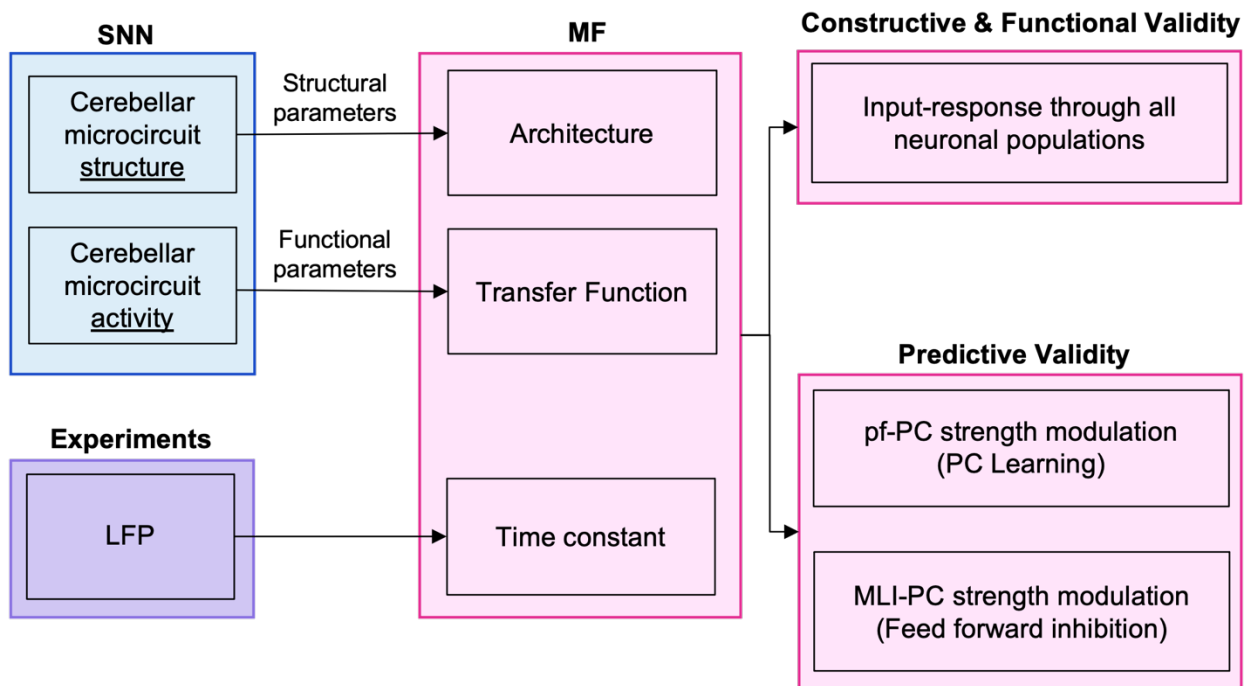 SNN
Cerebellar
microcircuit
structure
Cerebellar
microcircuit
activity
Experiments
LFP
Structural
parameters
Functional
parameters
MF
Architecture
Transfer Function
Time constant
Constructive & Functional Validity
Input-response through all
neuronal populations
Predictive Validity
pf-PC strength modulation
(PC Learning)
MLI-PC strength modulation
(Feed forward inhibition)